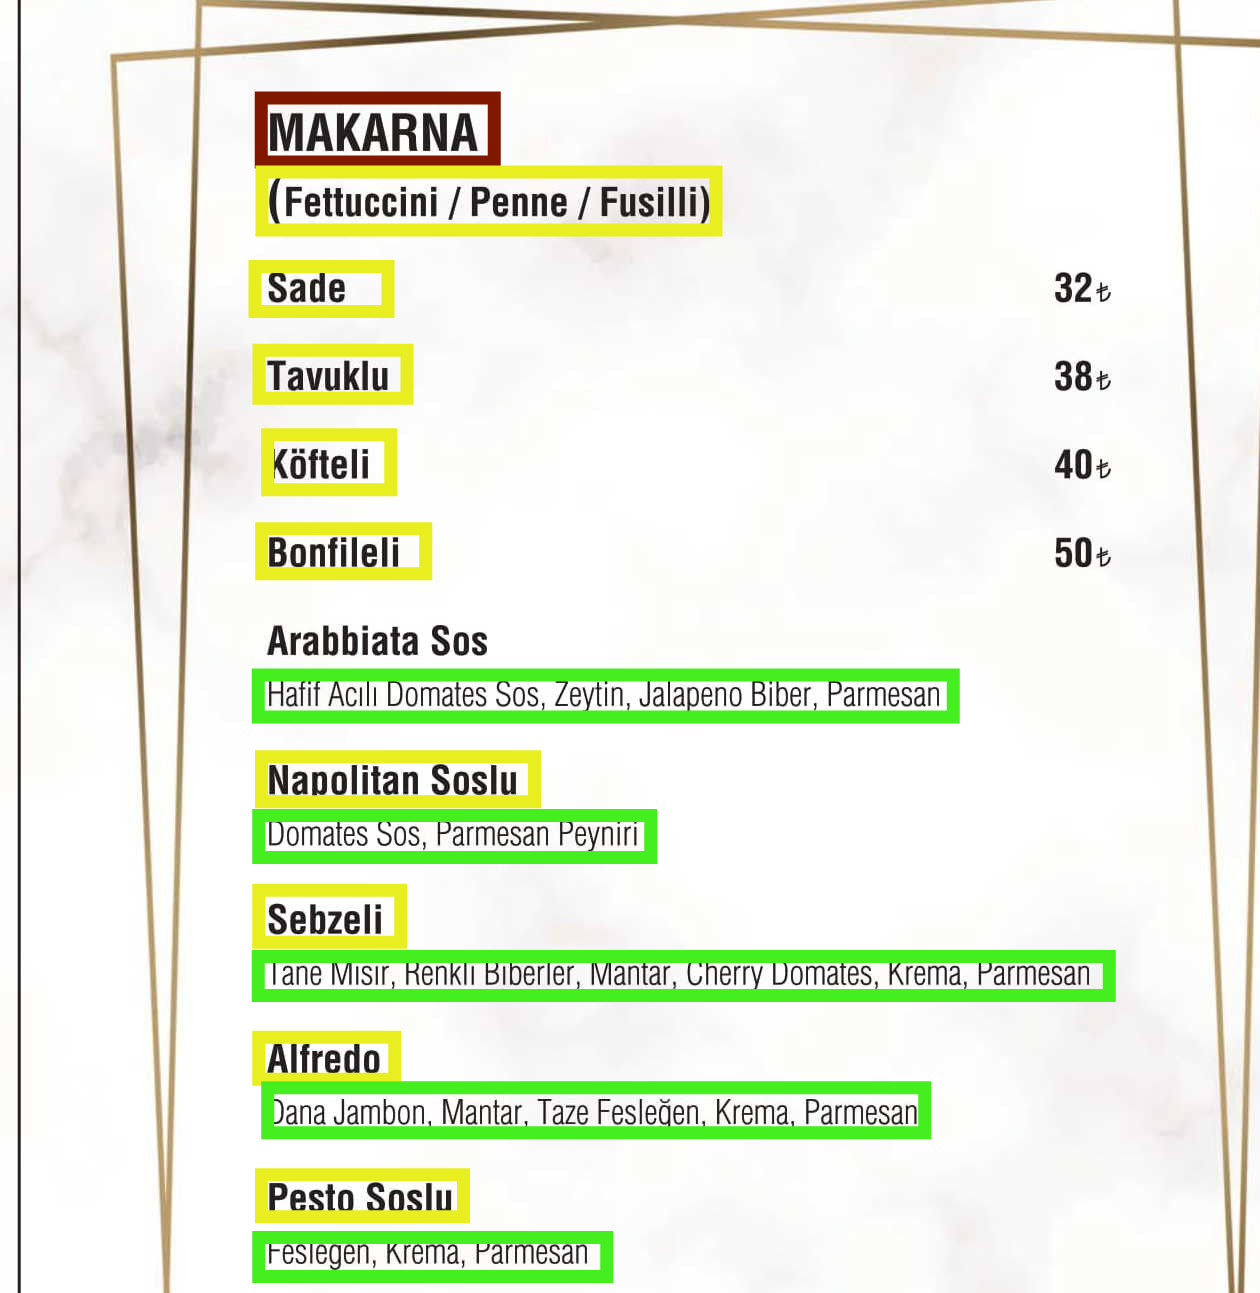 MAKARNA
(Fettuccini / Penne / Fusilli)
Sade 32₺
Tavuklu 38₺
Köfteli 40₺
Bonfileli 50₺
Arabbiata Sos
Hafif Acılı Domates Sos, Zeytin, Jalapeno Biber, Parmesan
Napolitan Soslu
Domates Sos, Parmesan Peyniri
Sebzeli
Tane Mısır, Renkli Biberler, Mantar, Cherry Domates, Krema, Parmesan
Alfredo
Dana Jambon, Mantar, Taze Fesleğen, Krema, Parmesan
Pesto Soslu
Fesleğen, Krema, Parmesan